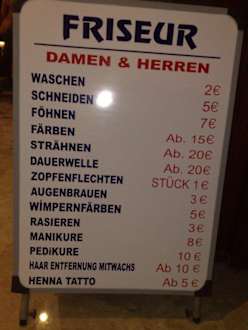 FRISEUR
DAMEN & HERREN
WASCHEN 2€
SCHNEIDEN 5€
FÖHNEN 7€
FÄRBEN Ab. 15€
STRÄHNEN Ab. 20€
DAUERWELLE Ab. 20€
ZOPFENFLECHTEN STÜCK 1€
AUGENBRAUEN 3€
WIMPERNFÄRBEN 5€
RASIEREN 3€
MANIKURE 8€
PEDiKURE 10€
HAAR ENTFERNUNG MITWACHS Ab 10€
HENNA TATTO Ab 5€